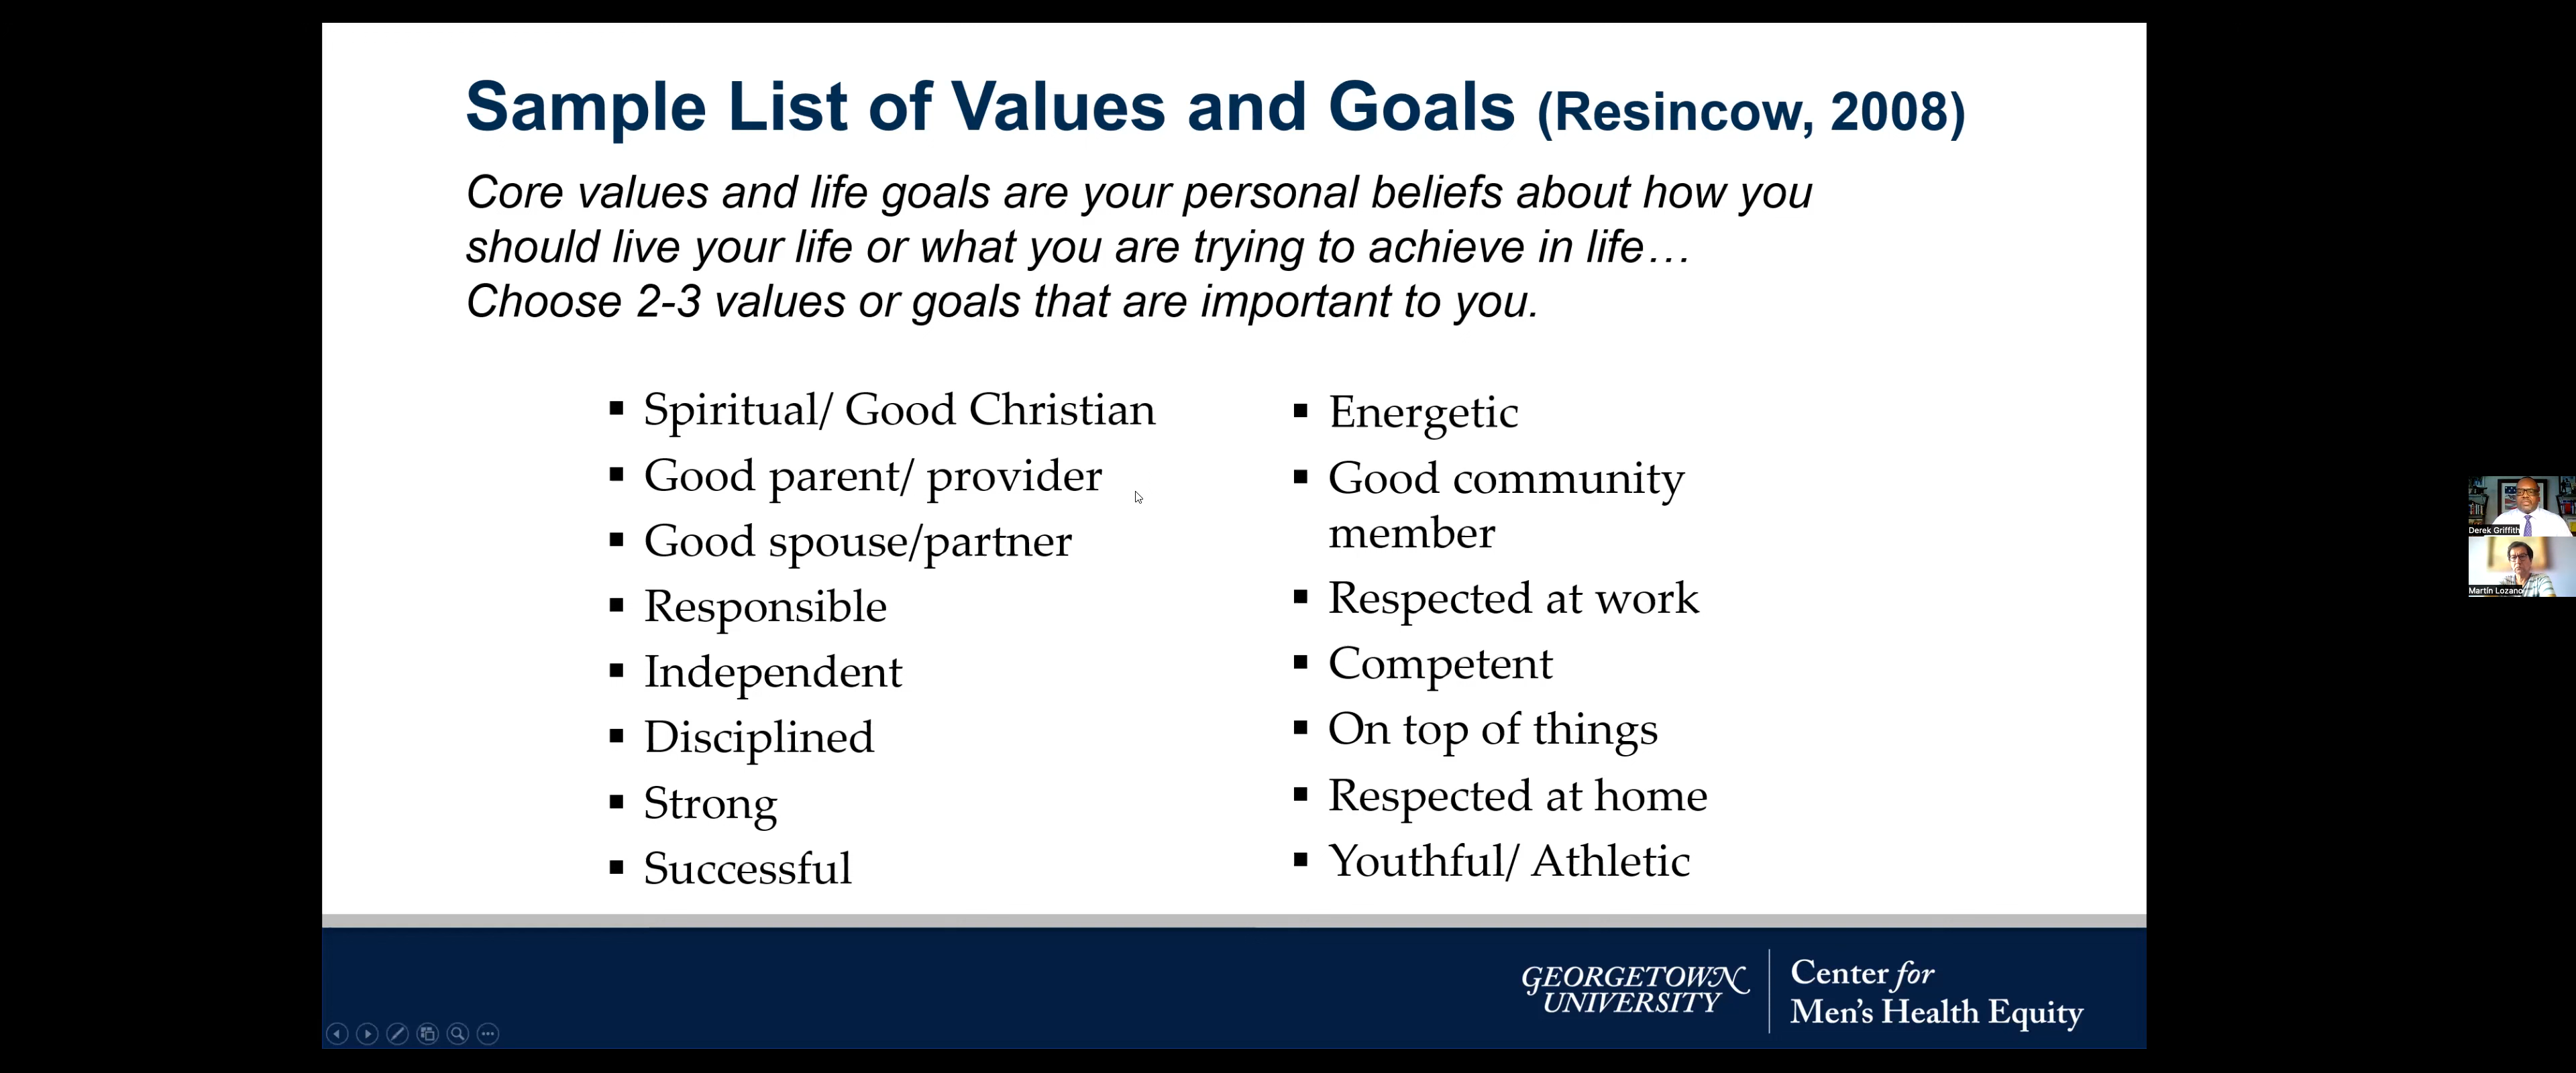 Sample List of Values and Goals (Resincow, 2008)
Core values and life goals are your personal beliefs about how you
should live your life or what you are trying to achieve in life…
Choose 2-3 values or goals that are important to you.
▪ Spiritual/ Good Christian
▪ Good parent/ provider
▪ Good spouse/partner
▪ Responsible
▪ Independent
▪ Disciplined
▪ Strong
▪ Successful
▪ Energetic
▪ Good community
member
▪ Respected at work
▪ Competent
▪ On top of things
▪ Respected at home
▪ Youthful/ Athletic
GEORGETOWN
UNIVERSITY
Center for
Men's Health Equity
Derek Griffith
Martín Lozano